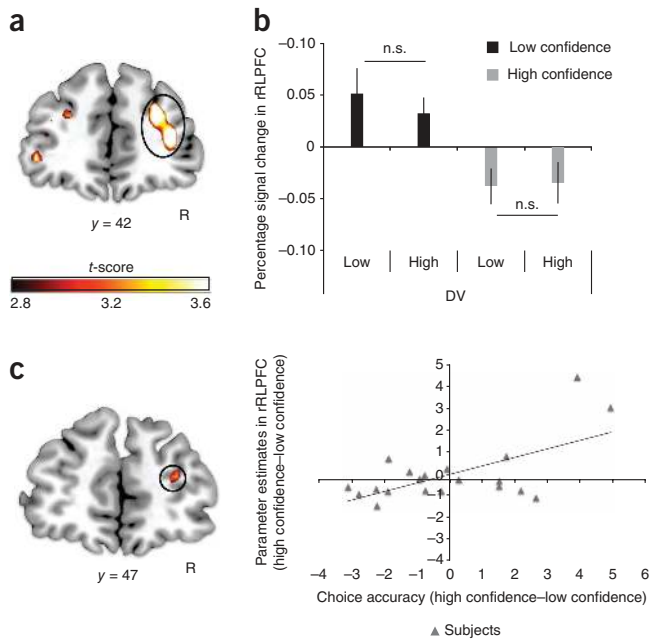 a
y = 42
R
t-score
2.8
3.2
3.6
b
Percentage signal change in rRLPFC
−0.10
0.05
0
−0.05
−0.10
n.s.
n.s.
Low confidence
High confidence
Low
High
Low
High
DV
c
y = 47
R
Parameter estimates in rRLPFC
(high confidence–low confidence)
5
4
3
2
1
0
−1
−2
−3
−4
−4
−3
−2
−1
0
1
2
3
4
5
6
Choice accuracy (high confidence–low confidence)
Subjects